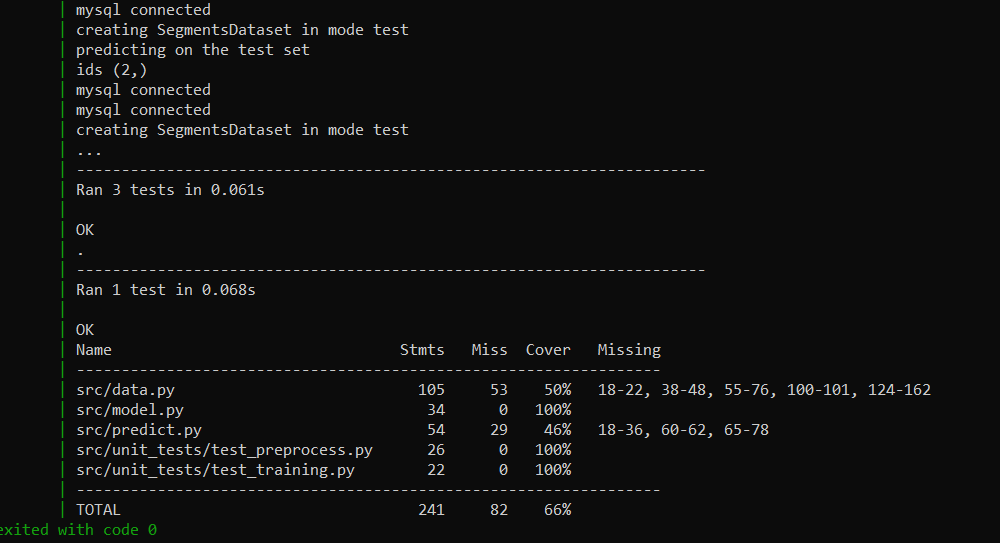 mysql connected
creating SegmentsDataset in mode test
predicting on the test set
ids (2,)
mysql connected
mysql connected
creating SegmentsDataset in mode test
...
----------------------------------------------------------------------
Ran 3 tests in 0.061s
OK
.
----------------------------------------------------------------------
Ran 1 test in 0.068s
OK
Name                                Stmts   Miss  Cover   Missing
-----------------------------------------------------------------
src/data.py                           105     53    50%   18-22, 38-48, 55-76, 100-101, 124-162
src/model.py                           34      0   100%
src/predict.py                         54     29    46%   18-36, 60-62, 65-78
src/unit_tests/test_preprocess.py      26      0   100%
src/unit_tests/test_training.py        22      0   100%
-----------------------------------------------------------------
TOTAL                                 241     82    66%
exited with code 0